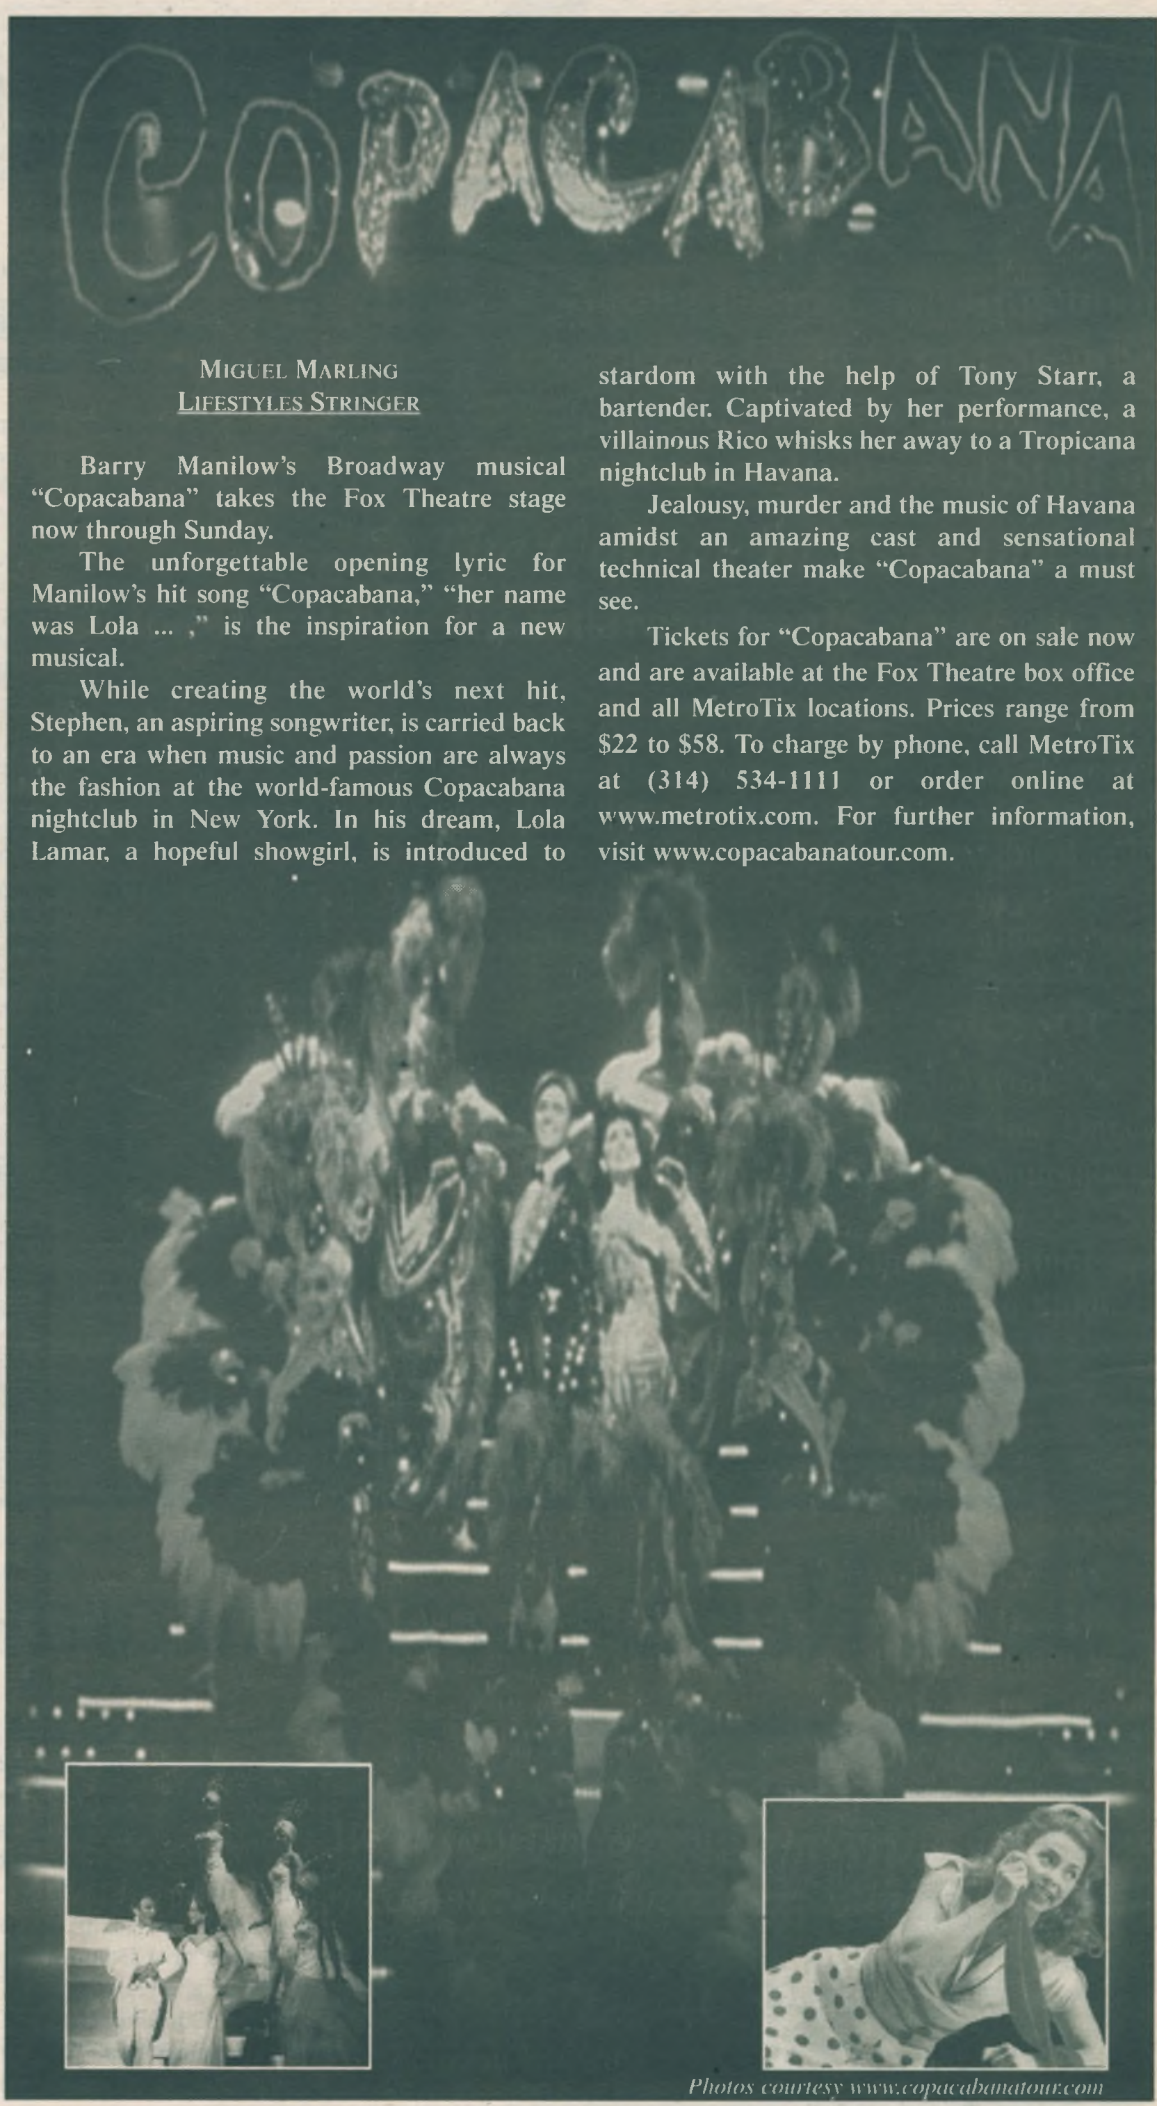 COPACABANA
MIGUEL MARLING
LIFESTYLES STRINGER
Barry Manilow's Broadway musical
“Copacabana” takes the Fox Theatre stage
now through Sunday.
The unforgettable opening lyric for
Manilow's hit song “Copacabana,” “her name
was Lola ... ,” is the inspiration for a new
musical.
While creating the world's next hit,
Stephen, an aspiring songwriter, is carried back
to an era when music and passion are always
the fashion at the world-famous Copacabana
nightclub in New York. In his dream, Lola
Lamar, a hopeful showgirl, is introduced to
stardom with the help of Tony Starr, a
bartender. Captivated by her performance, a
villainous Rico whisks her away to a Tropicana
nightclub in Havana.
Jealousy, murder and the music of Havana
amidst an amazing cast and sensational
technical theater make “Copacabana” a must
see.
Tickets for “Copacabana” are on sale now
and are available at the Fox Theatre box office
and all MetroTix locations. Prices range from
$22 to $58. To charge by phone, call MetroTix
at (314) 534-1111 or order online at
www.metrotix.com. For further information,
visit www.copacabanatour.com.
Photos courtesy www.copacabanatour.com